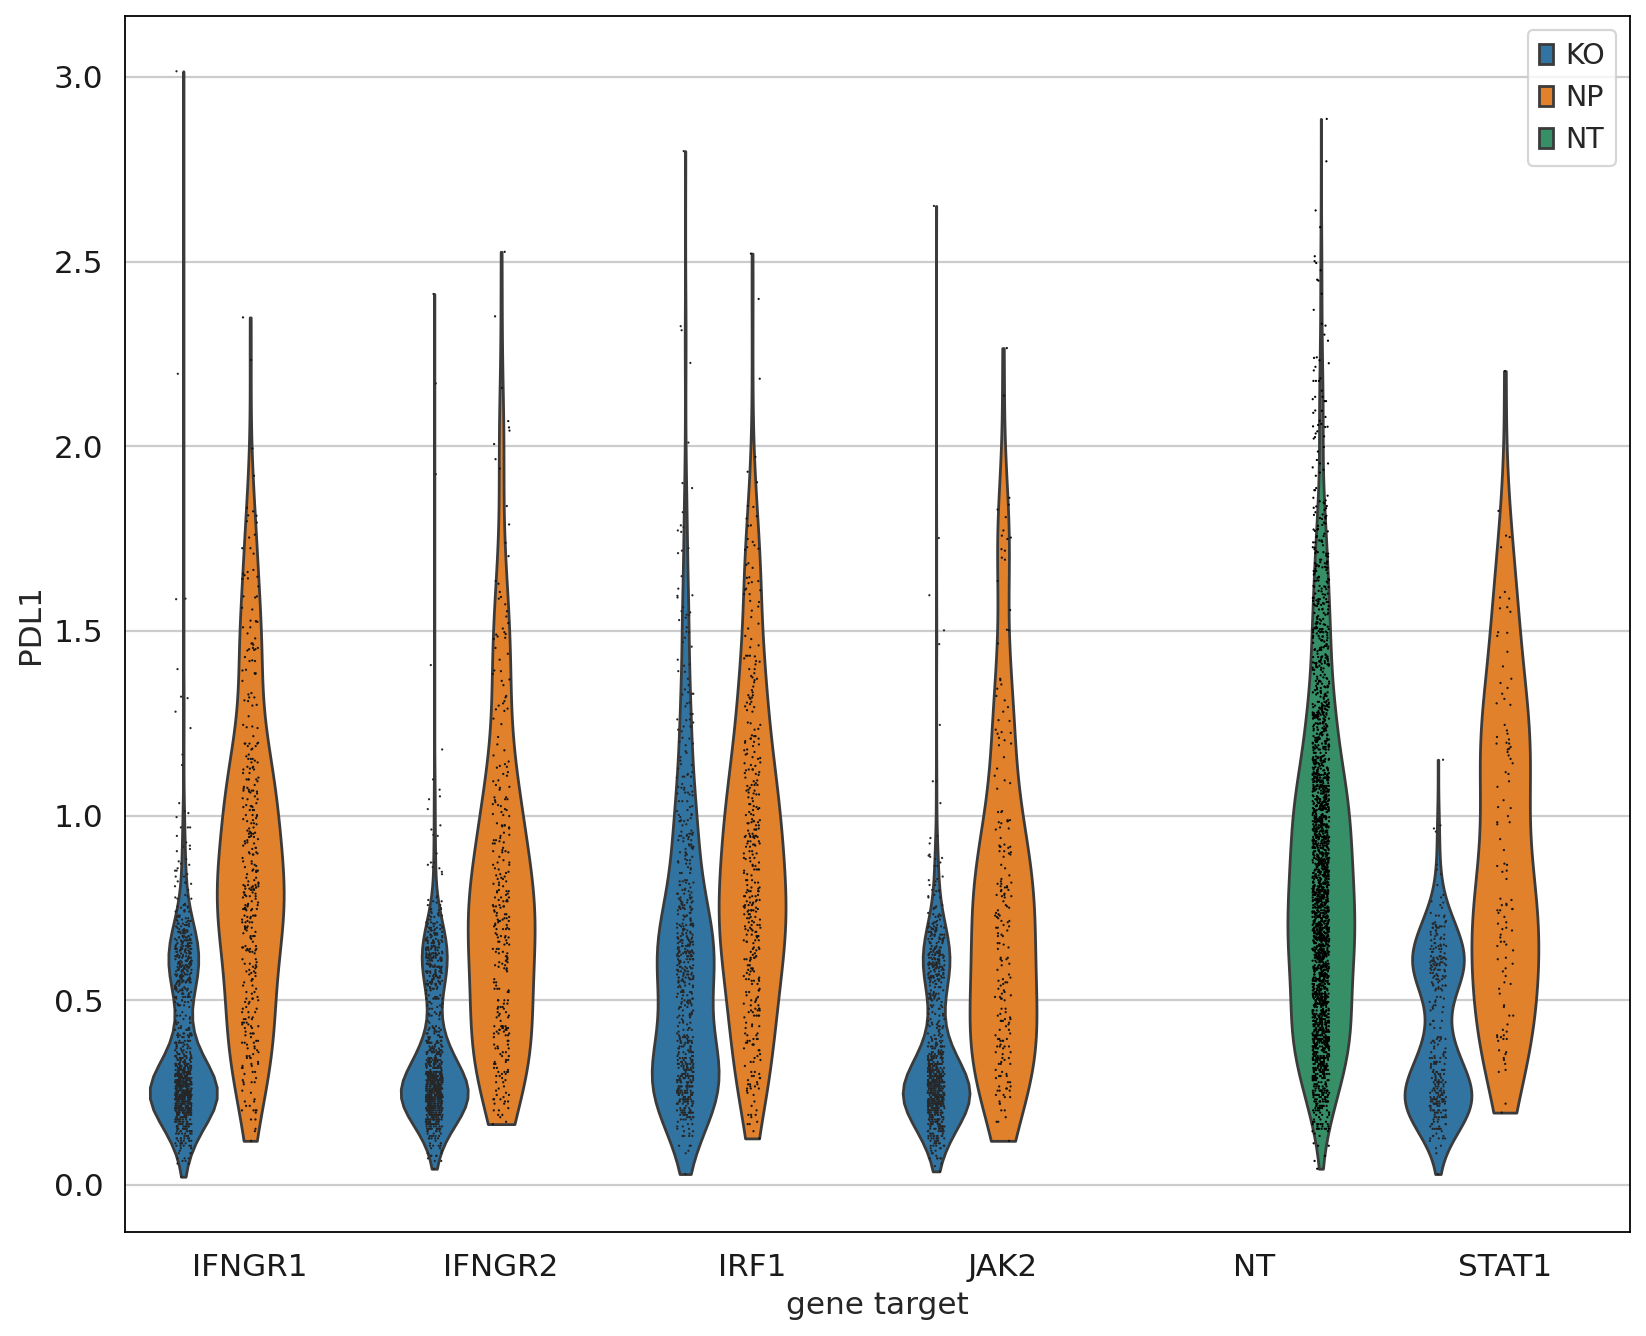 KO
NP
NT
3.0
2.5
2.0
1.5
1.0
0.5
0.0
PDL1
IFNGR1 IFNGR2 IRF1 JAK2 NT STAT1
gene target